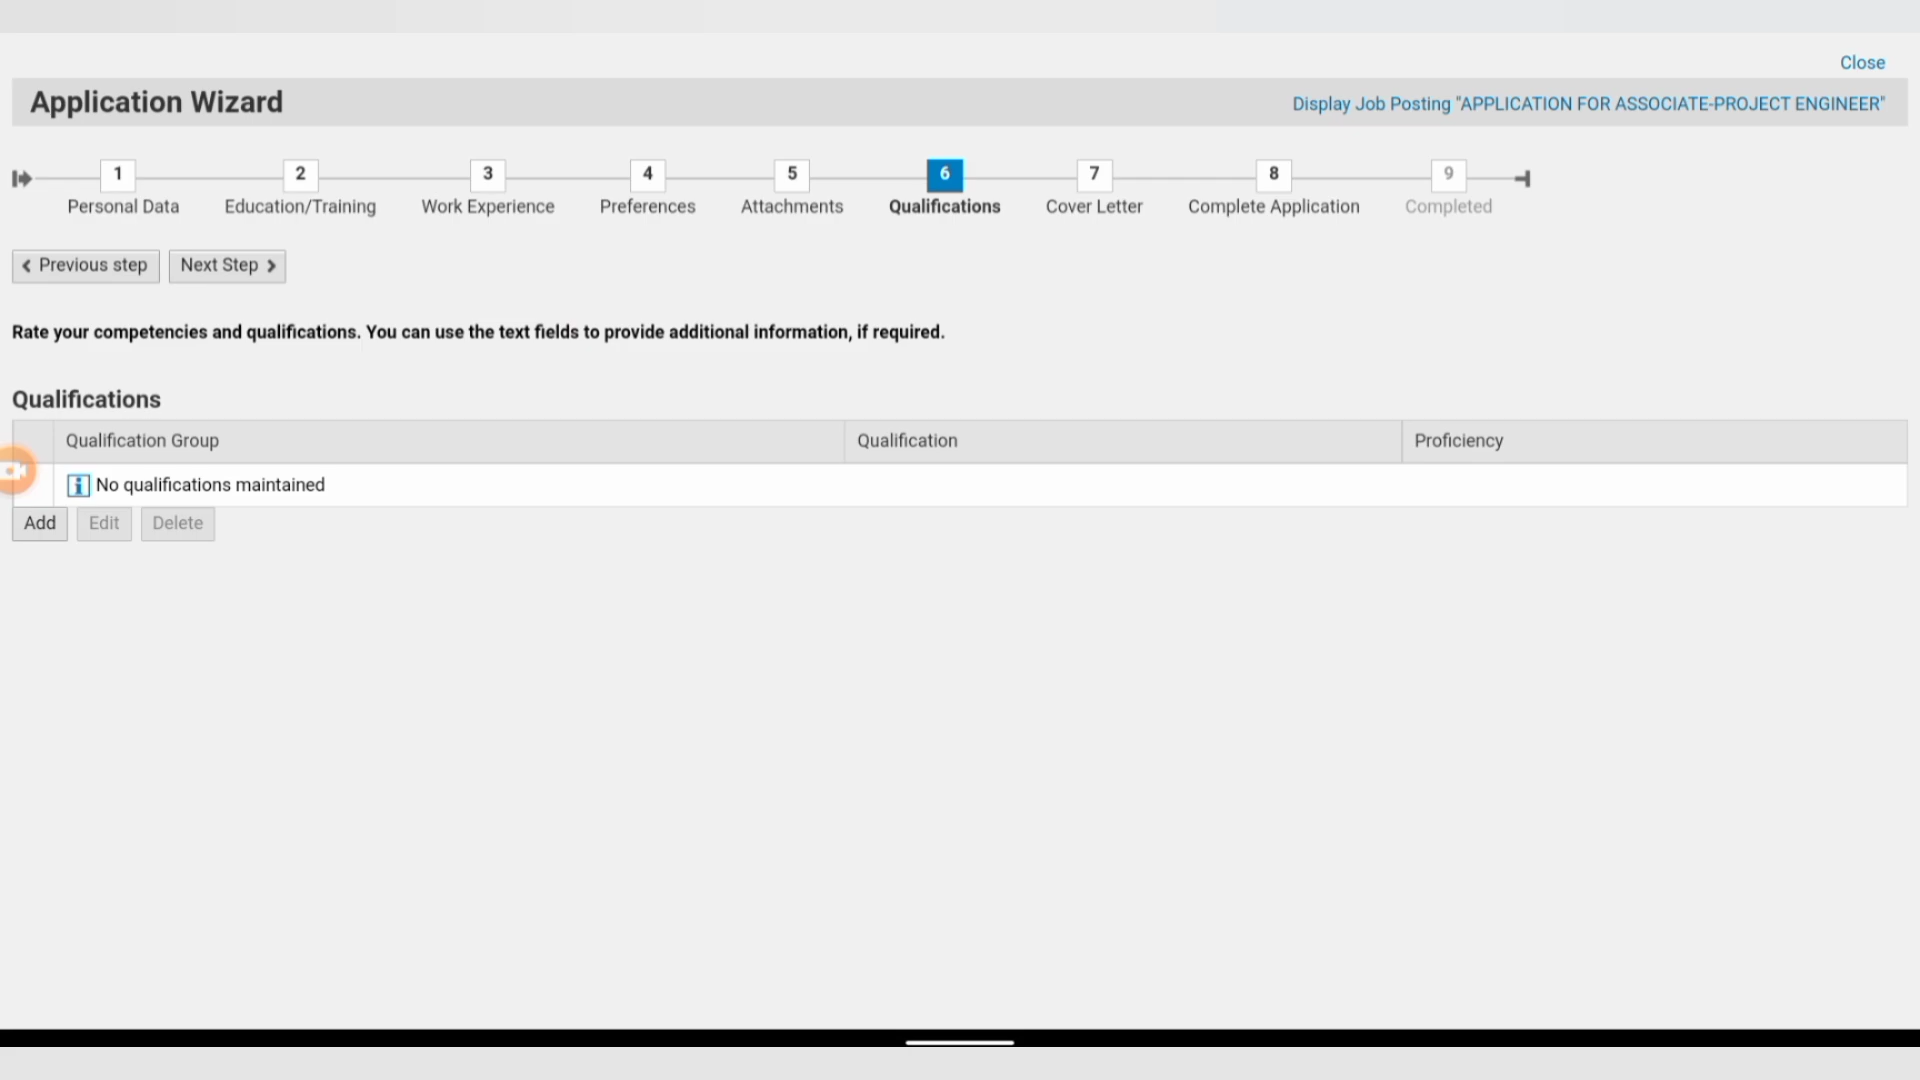 Close
Application Wizard
Display Job Posting "APPLICATION FOR ASSOCIATE-PROJECT ENGINEER"
1 2 3 4 5 6 7 8 9
Personal Data Education/Training Work Experience Preferences Attachments Qualifications Cover Letter Complete Application Completed
Previous step Next Step
Rate your competencies and qualifications. You can use the text fields to provide additional information, if required.
Qualifications
Qualification Group Qualification Proficiency
No qualifications maintained
Add Edit Delete